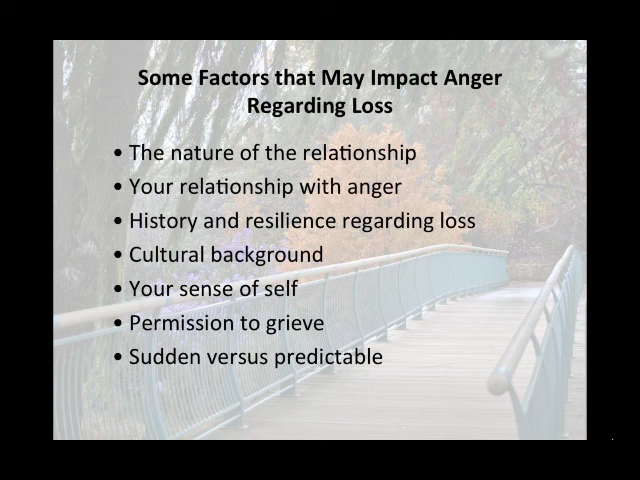 Some Factors that May Impact Anger
Regarding Loss
• The nature of the relationship
• Your relationship with anger
• History and resilience regarding loss
• Cultural background
• Your sense of self
• Permission to grieve
• Sudden versus predictable